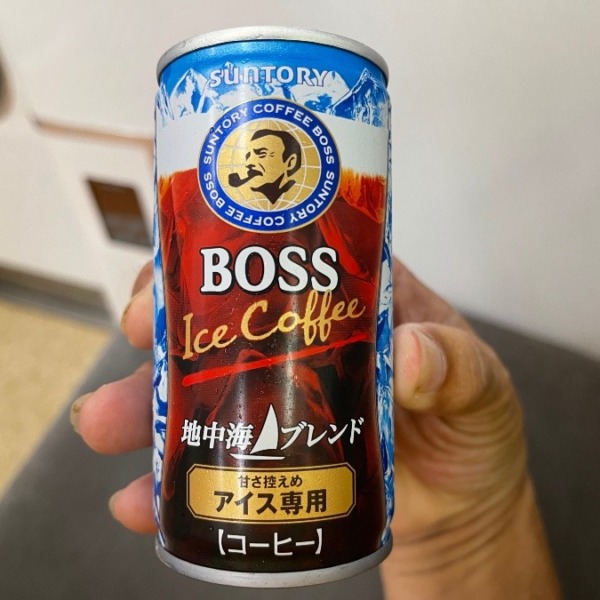 SUNTORY
SUNTORY COFFEE BOSS SUNTORY COFFEE BOSS
BOSS
Ice Coffee
地中海ブレンド
甘さ控えめ
アイス専用
【コーヒー】